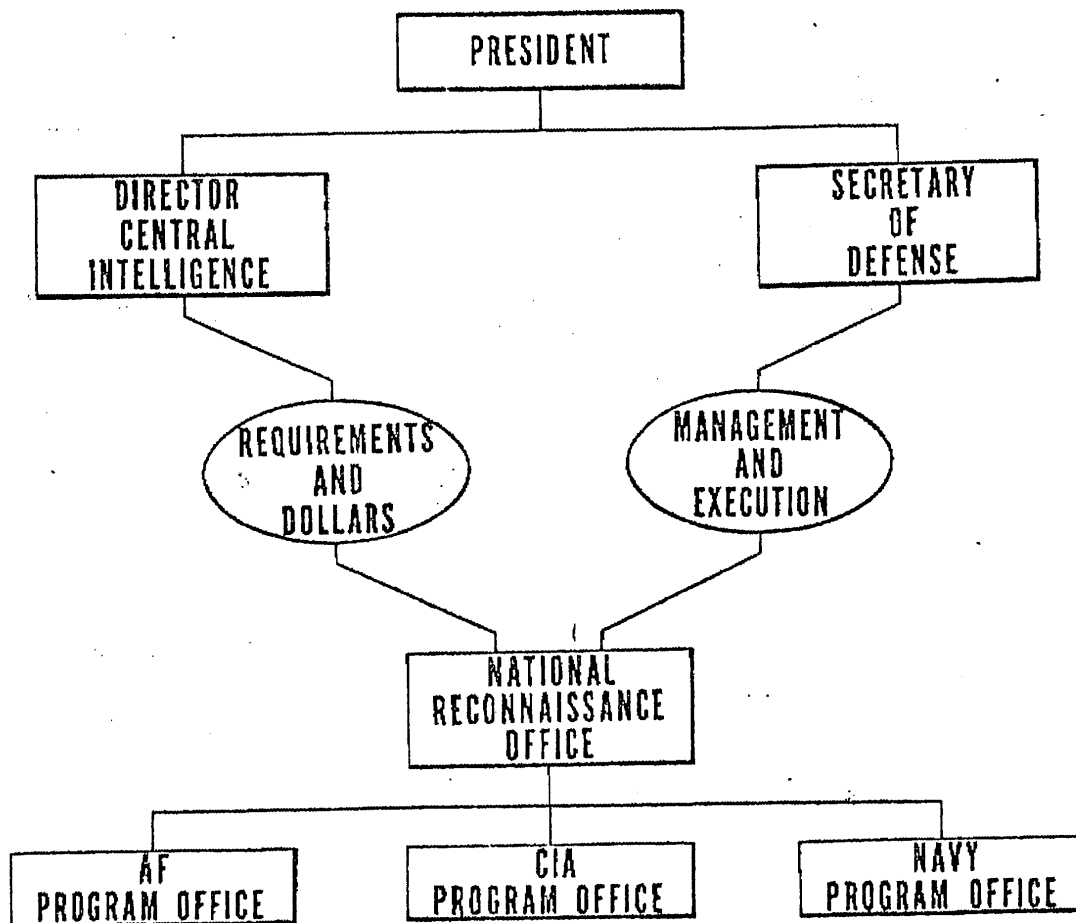 PRESIDENT
DIRECTOR
CENTRAL
INTELLIGENCE
SECRETARY
OF
DEFENSE
REQUIREMENTS
AND
DOLLARS
MANAGEMENT
AND
EXECUTION
NATIONAL
RECONNAISSANCE
OFFICE
AF
PROGRAM OFFICE
CIA
PROGRAM OFFICE
NAVY
PROGRAM OFFICE